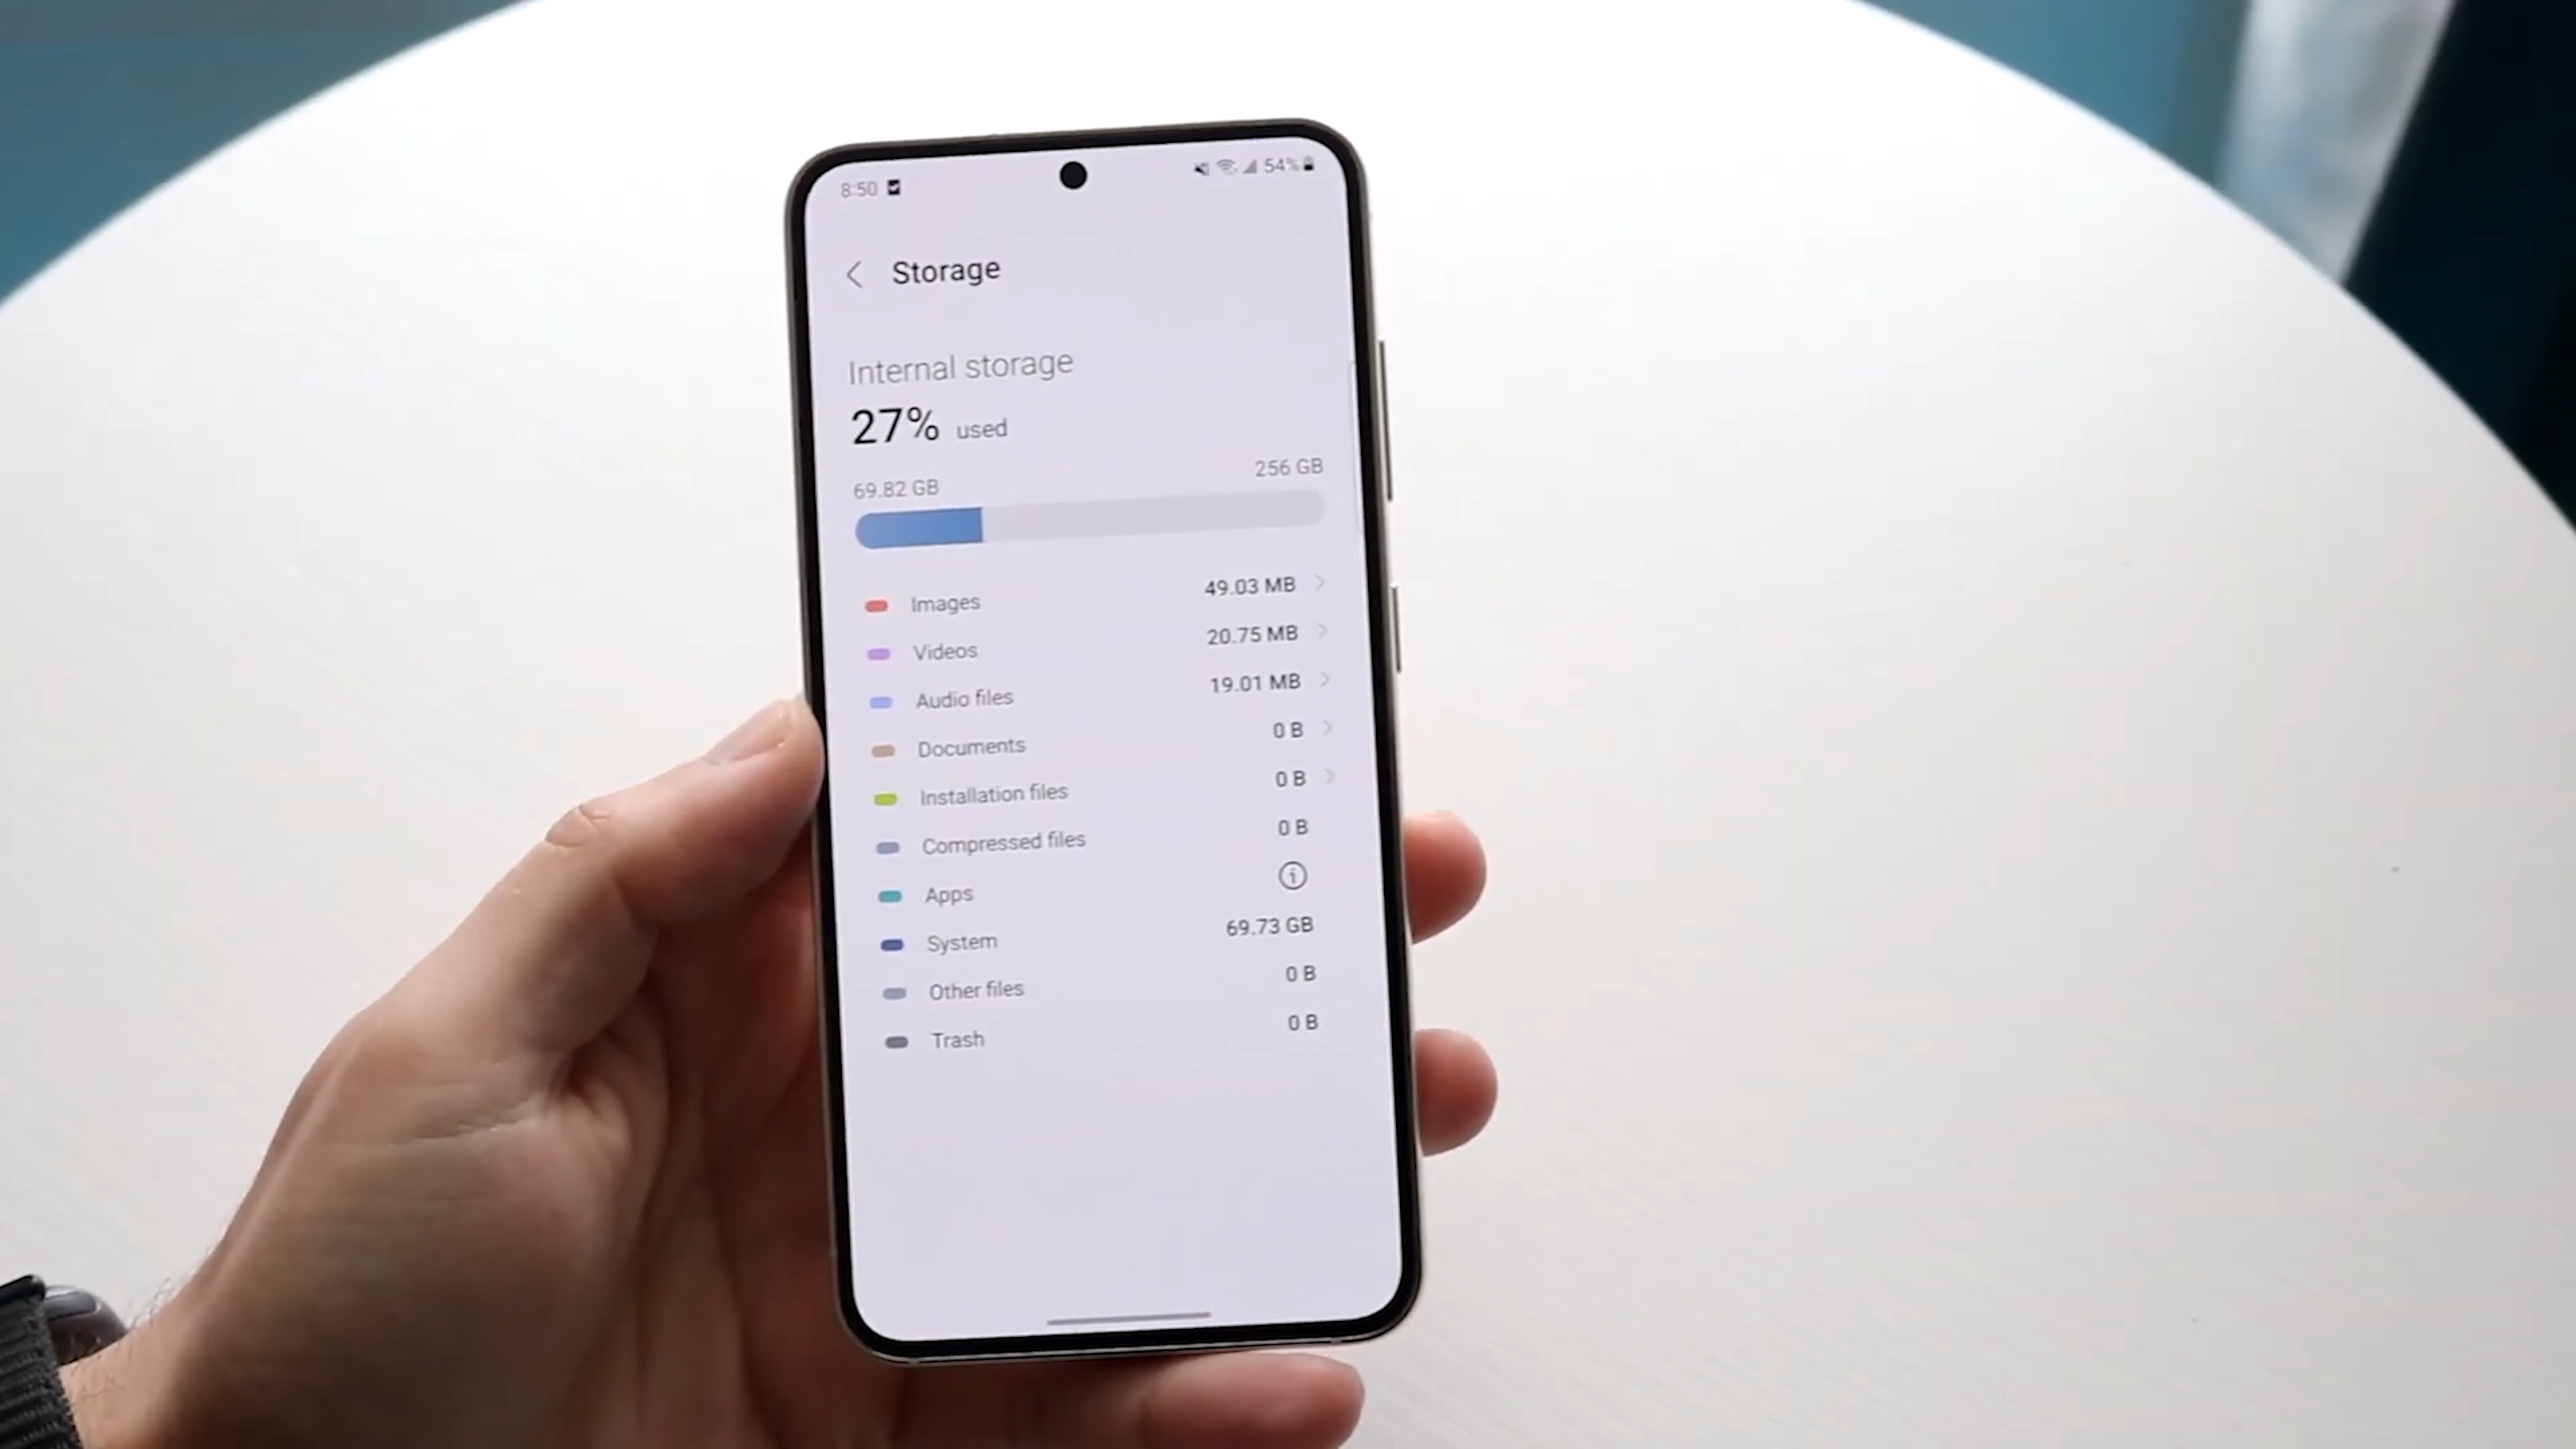 8:50 54%
Storage
Internal storage
27% used
69.82 GB 256 GB
Images 49.03 MB
Videos 20.75 MB
Audio files 19.01 MB
Documents 0 B
Installation files 0 B
Compressed files 0 B
Apps
System 69.73 GB
Other files 0 B
Trash 0 B